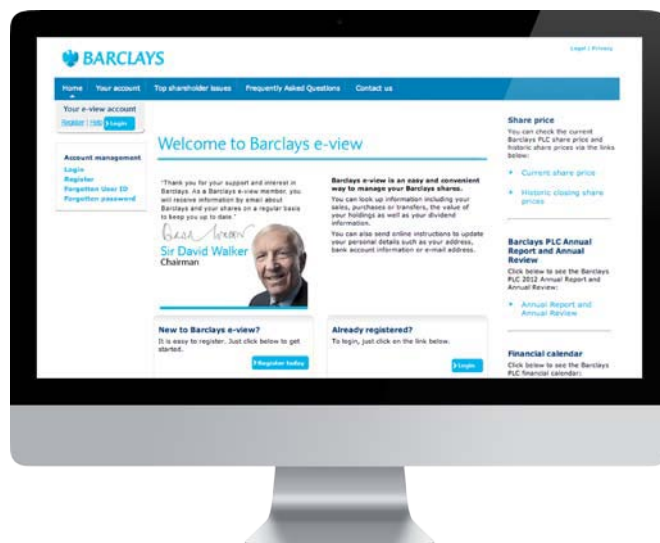 Legal | Privacy
BARCLAYS
Home Your account Top shareholder issues Frequently Asked Questions Contact us
Your e-view account
Register | Help Login
Account management
Login
Register
Forgotten User ID
Forgotten password
Welcome to Barclays e-view
"Thank you for your support and interest in
Barclays. As a Barclays e-view member, you
will receive information by email about
Barclays and your shares on a regular basis
to keep you up to date."
Sir David Walker
Chairman
Barclays e-view is an easy and convenient
way to manage your Barclays shares.
You can look up information including your
sales, purchases or transfers, the value of
your holdings as well as your dividend
information.
You can also send online instructions to update
your personal details such as your address,
bank account information or e-mail address.
New to Barclays e-view?
It is easy to register. Just click below to get
started.
Register today
Already registered?
To login, just click on the link below.
Login
Share price
You can check the current
Barclays PLC share price and
historic share prices via the links
below:
Current share price
Historic closing share
prices
Barclays PLC Annual
Report and Annual
Review
Click below to see the Barclays
PLC 2012 Annual Report and
Annual Review:
Annual Report and
Annual Review
Financial calendar
Click below to see the Barclays
PLC financial calendar: